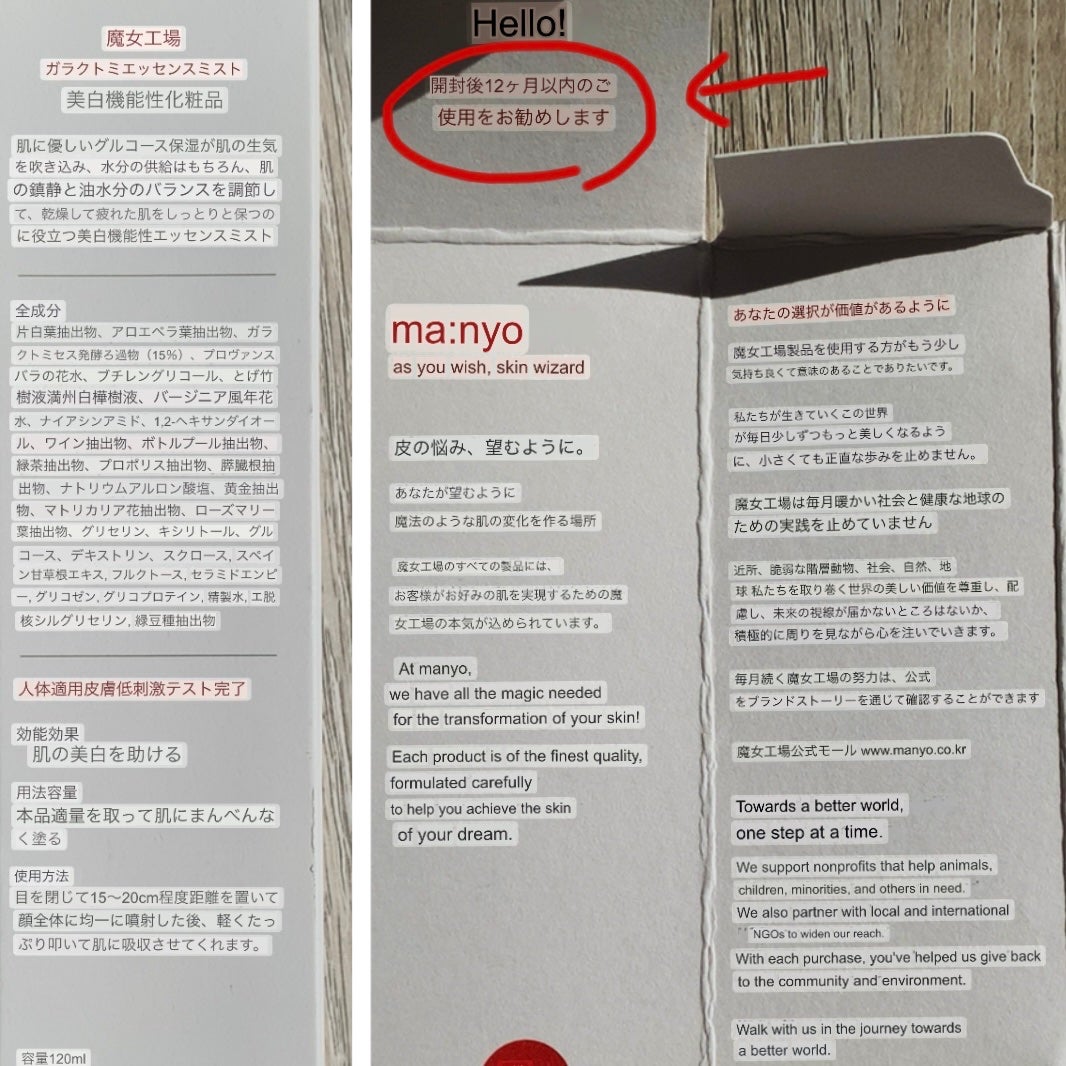 魔女工場
ガラクトミエッセンスミスト
美白機能性化粧品
肌に優しいグルコース保湿が肌の生気
を吹き込み、水分の供給はもちろん、肌
の鎮静と油水分のバランスを調節し
て、乾燥して疲れた肌をしっとりと保つの
に役立つ美白機能性エッセンスミスト
全成分
片白葉抽出物、アロエベラ葉抽出物、ガラ
クトミセス発酵ろ過物（15%）、プロヴァンス
バラの花水、ブチレングリコール、とげ竹
樹液満州白樺樹液、バージニア風年花
水、ナイアシンアミド、1,2-ヘキサンダイオー
ル、ワイン抽出物、ボトルプール抽出物、
緑茶抽出物、プロポリス抽出物、膵臓根抽
出物、ナトリウムアルロン酸塩、黄金抽出
物、マトリカリア花抽出物、ローズマリー
葉抽出物、グリセリン、キシリトール、グル
コース、デキストリン、スクロース, スペイ
ン甘草根エキス, フルクトース, セラミドエンピ
ー, グリコゼン, グリコプロテイン, 精製水, エ脱
核シルグリセリン, 緑豆種抽出物
人体適用皮膚低刺激テスト完了
効能効果
肌の美白を助ける
用法容量
本品適量を取って肌にまんべんな
く塗る
使用方法
目を閉じて15〜20cm程度距離を置いて
顔全体に均一に噴射した後、軽くたっ
ぷり叩いて肌に吸収させてくれます。
容量120ml
Hello!
開封後12ヶ月以内のご
使用をお勧めします
ma:nyo
as you wish, skin wizard
皮の悩み、望むように。
あなたが望むように
魔法のような肌の変化を作る場所
魔女工場のすべての製品には、
お客様がお好みの肌を実現するための魔
女工場の本気が込められています。
At manyo,
we have all the magic needed
for the transformation of your skin!
Each product is of the finest quality,
formulated carefully
to help you achieve the skin
of your dream.
あなたの選択が価値があるように
魔女工場製品を使用する方がもう少し
気持ち良くて意味のあることでありたいです。
私たちが生きていくこの世界
が毎日少しずつもっと美しくなるよう
に、小さくても正直な歩みを止めません。
魔女工場は毎月暖かい社会と健康な地球の
ための実践を止めていません
近所、脆弱な階層動物、社会、自然、地
球 私たちを取り巻く世界の美しい価値を尊重し、配
慮し、未来の視線が届かないところはないか、
積極的に周りを見ながら心を注いでいきます。
毎月続く魔女工場の努力は、公式
をブランドストーリーを通じて確認することができます
魔女工場公式モール www.manyo.co.kr
Towards a better world,
one step at a time.
We support nonprofits that help animals,
children, minorities, and others in need.
We also partner with local and international
NGOs to widen our reach.
With each purchase, you've helped us give back
to the community and environment.
Walk with us in the journey towards
a better world.